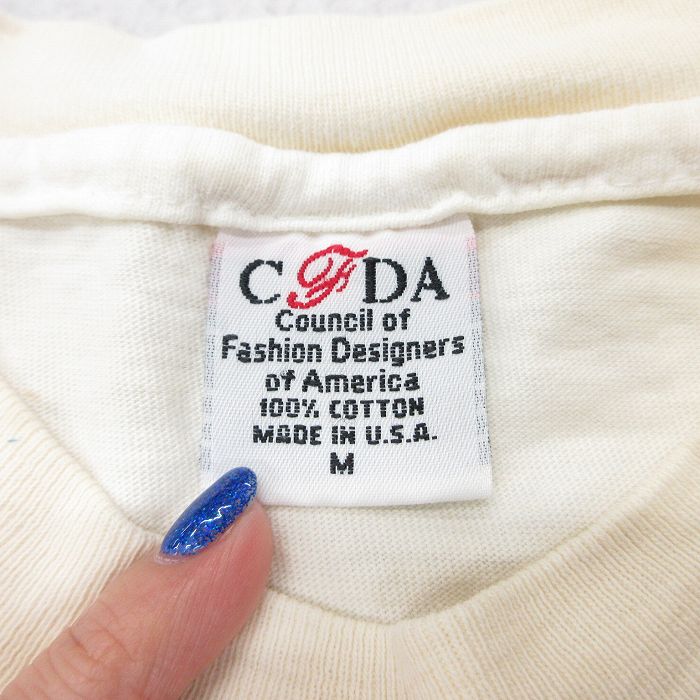 CFDA
Council of
Fashion Designers
of America
100% COTTON
MADE IN U.S.A.
M